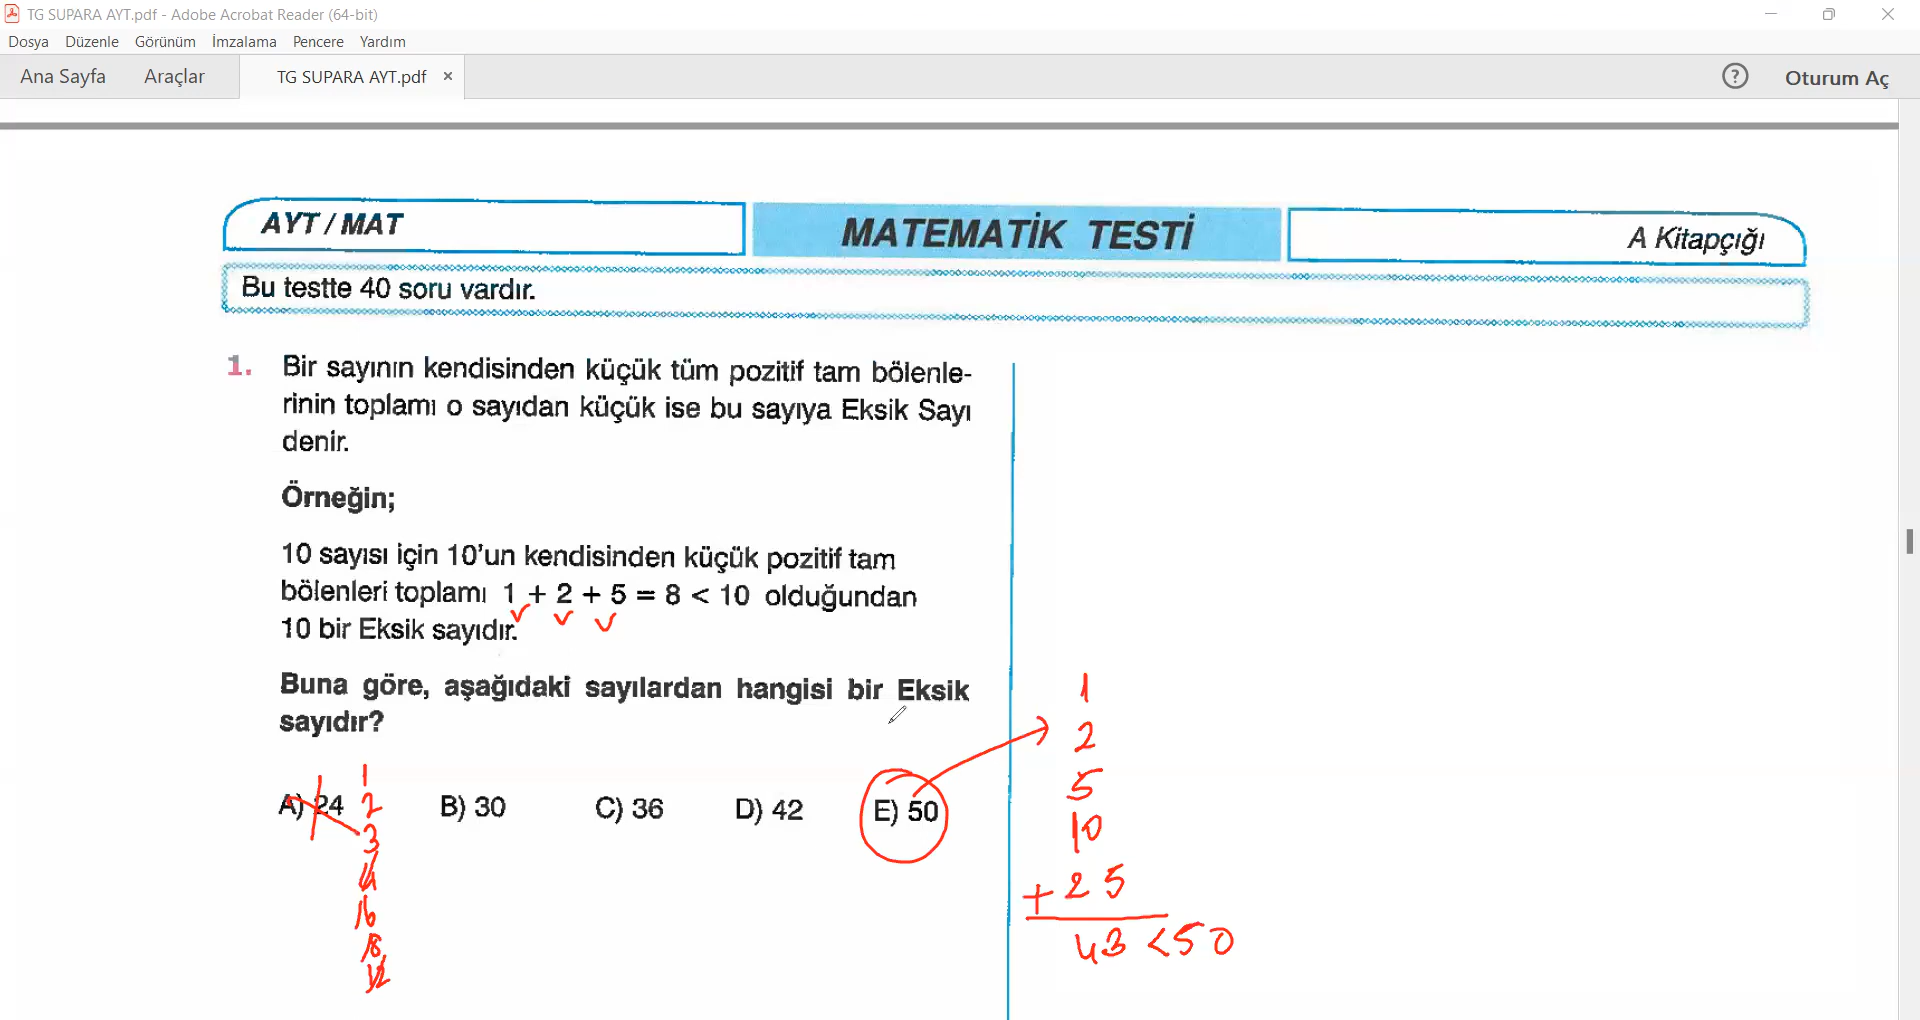 TG SUPARA AYT.pdf - Adobe Acrobat Reader (64-bit)
Dosya Düzenle Görünüm İmzalama Pencere Yardım
Ana Sayfa Araçlar TG SUPARA AYT.pdf × ? Oturum Aç
AYT / MAT
MATEMATİK TESTİ
A Kitapçığı
Bu testte 40 soru vardır.
1. Bir sayının kendisinden küçük tüm pozitif tam bölenle-
rinin toplamı o sayıdan küçük ise bu sayıya Eksik Sayı
denir.
Örneğin;
10 sayısı için 10'un kendisinden küçük pozitif tam
bölenleri toplamı 1 + 2 + 5 = 8 < 10 olduğundan
10 bir Eksik sayıdır.
Buna göre, aşağıdaki sayılardan hangisi bir Eksik
sayıdır?
A) 24 B) 30 C) 36 D) 42 E) 50
1
2
3
1
2
5
10
+ 25
43 < 50